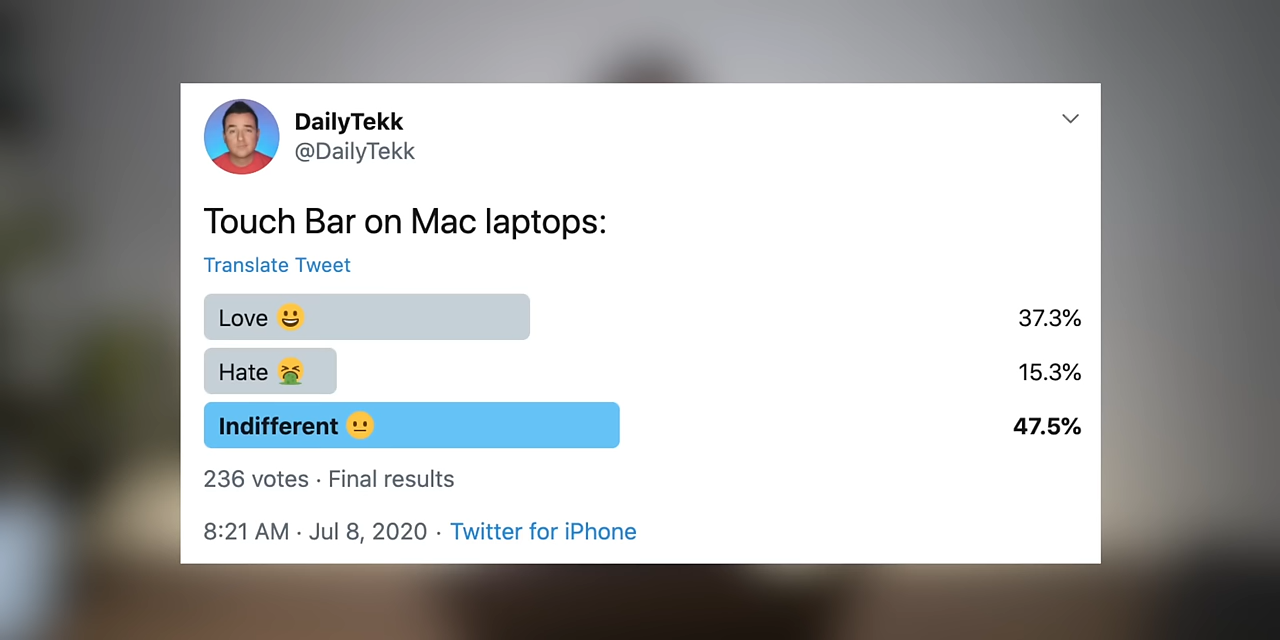 DailyTekk
@DailyTekk
Touch Bar on Mac laptops:
Translate Tweet
Love 😀 37.3%
Hate 🤮 15.3%
Indifferent 😐 47.5%
236 votes · Final results
8:21 AM · Jul 8, 2020 · Twitter for iPhone